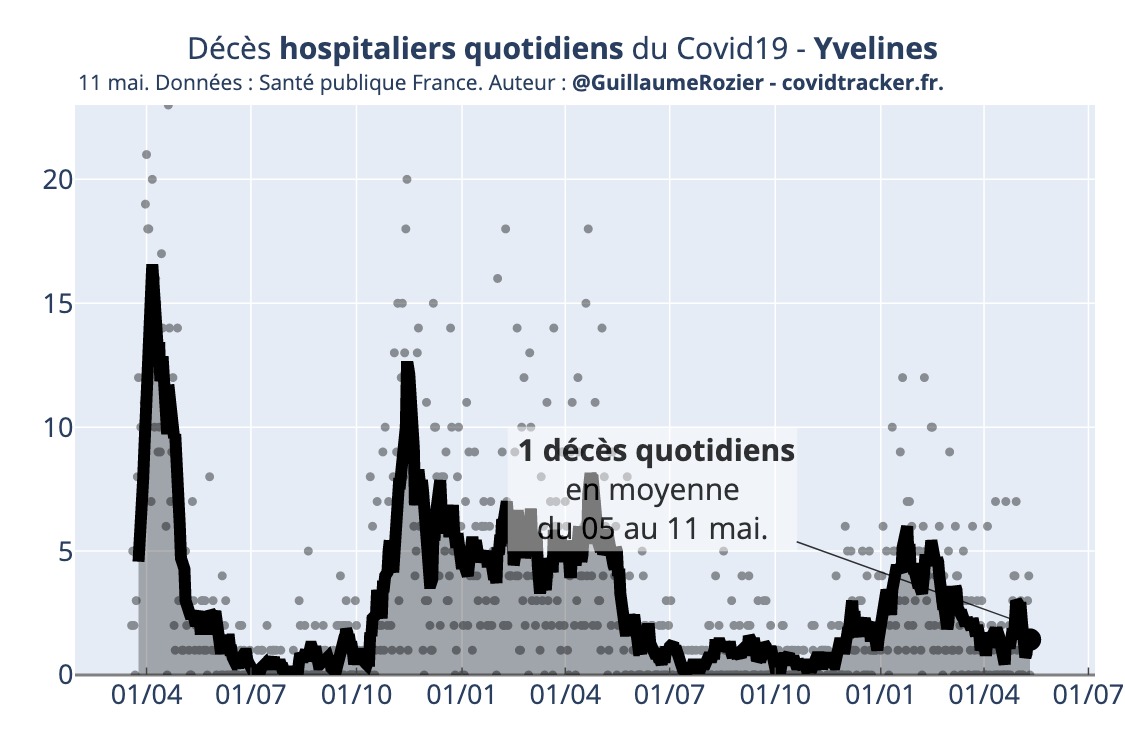 Décès hospitaliers quotidiens du Covid19 - Yvelines
11 mai. Données : Santé publique France. Auteur : @GuillaumeRozier - covidtracker.fr.
20
15
10
5
0
1 décès quotidiens
en moyenne
du 05 au 11 mai.
01/04 01/07 01/10 01/01 01/04 01/07 01/10 01/01 01/04 01/07